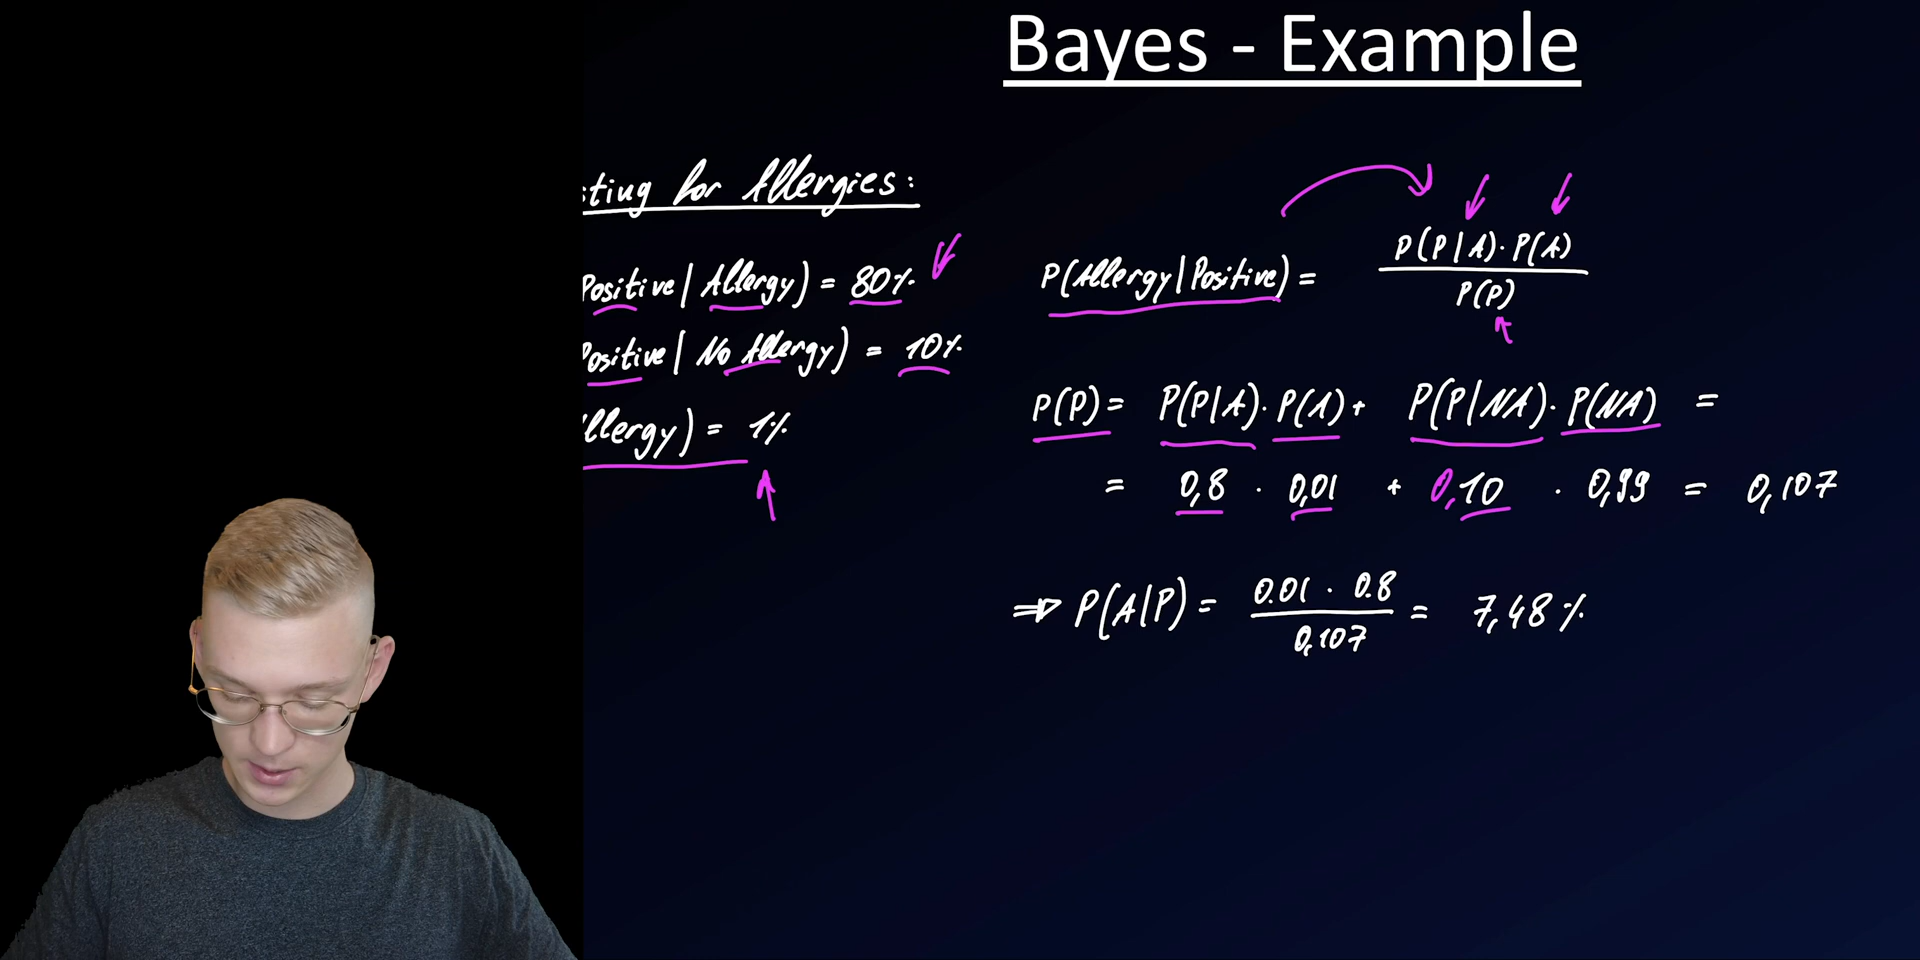 Bayes - Example
sting for Allergies:
Positive | Allergy) = 80%
Positive | No Allergy) = 10%
llergy) = 1%
P(Allergy | Positive) = P(P|A) · P(A) / P(P)
P(P) = P(P|A) · P(A) + P(P|NA) · P(NA) =
= 0,8 · 0,01 + 0,10 · 0,99 = 0,107
⇒ P(A|P) = 0.01 · 0.8 / 0,107 = 7,48%